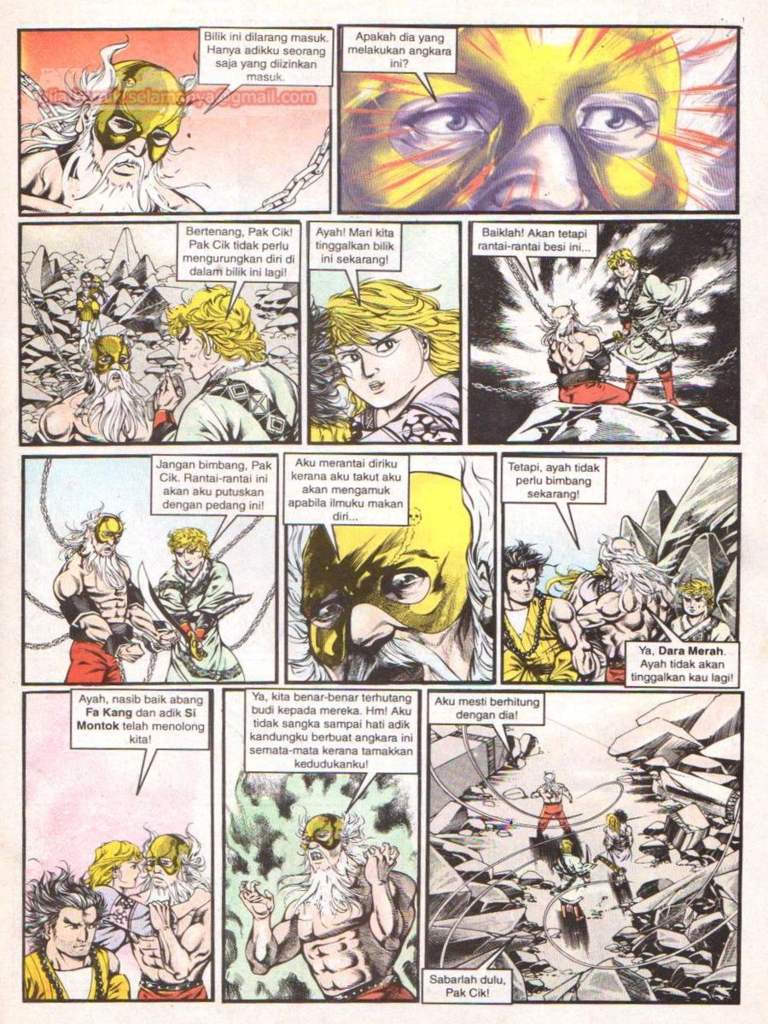 Bilik ini dilarang masuk.
Hanya adikku seorang
saja yang diizinkan
masuk.
Apakah dia yang
melakukan angkara
ini?
Bertenang, Pak Cik!
Pak Cik tidak perlu
mengurungkan diri di
dalam bilik ini lagi!
Ayah! Mari kita
tinggalkan bilik
ini sekarang!
Baiklah! Akan tetapi
rantai-rantai besi ini...
Jangan bimbang, Pak
Cik. Rantai-rantai ini
akan aku putuskan
dengan pedang ini!
Aku merantai diriku
kerana aku takut aku
akan mengamuk
apabila ilmuku makan
diri...
Tetapi, ayah tidak
perlu bimbang
sekarang!
Ya, Dara Merah.
Ayah tidak akan
tinggalkan kau lagi!
Ayah, nasib baik abang
Fa Kang dan adik Si
Montok telah menolong
kita!
Ya, kita benar-benar terhutang
budi kepada mereka. Hm! Aku
tidak sangka sampai hati adik
kandungku berbuat angkara ini
semata-mata kerana tamakkan
kedudukanku!
Aku mesti berhitung
dengan dia!
Sabarlah dulu,
Pak Cik!